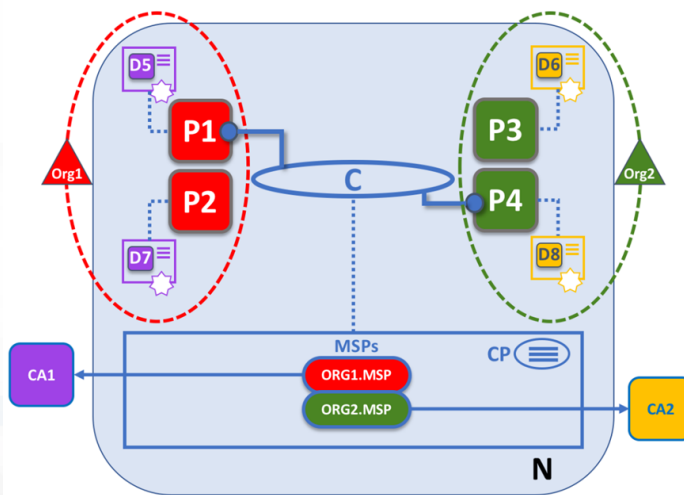 D5
D6
P1
P3
Org1
C
Org2
P2
P4
D7
D8
MSPs
CP
CA1
ORG1.MSP
ORG2.MSP
CA2
N